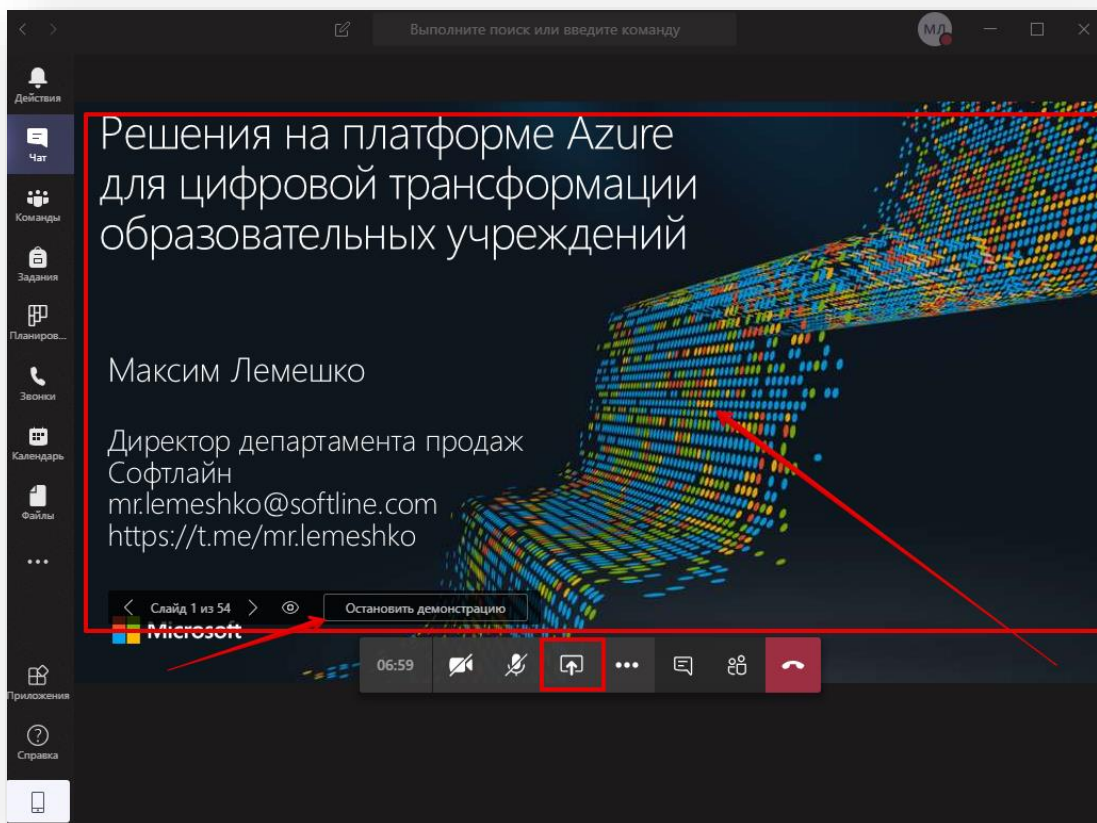 Выполните поиск или введите команду
МЛ
Действия
Чат
Команды
Задания
Планиров...
Звонки
Календарь
Файлы
Приложения
Справка
Решения на платформе Azure
для цифровой трансформации
образовательных учреждений
Максим Лемешко
Директор департамента продаж
Софтлайн
mr.lemeshko@softline.com
https://t.me/mr.lemeshko
Слайд 1 из 54
Остановить демонстрацию
Microsoft
06:59